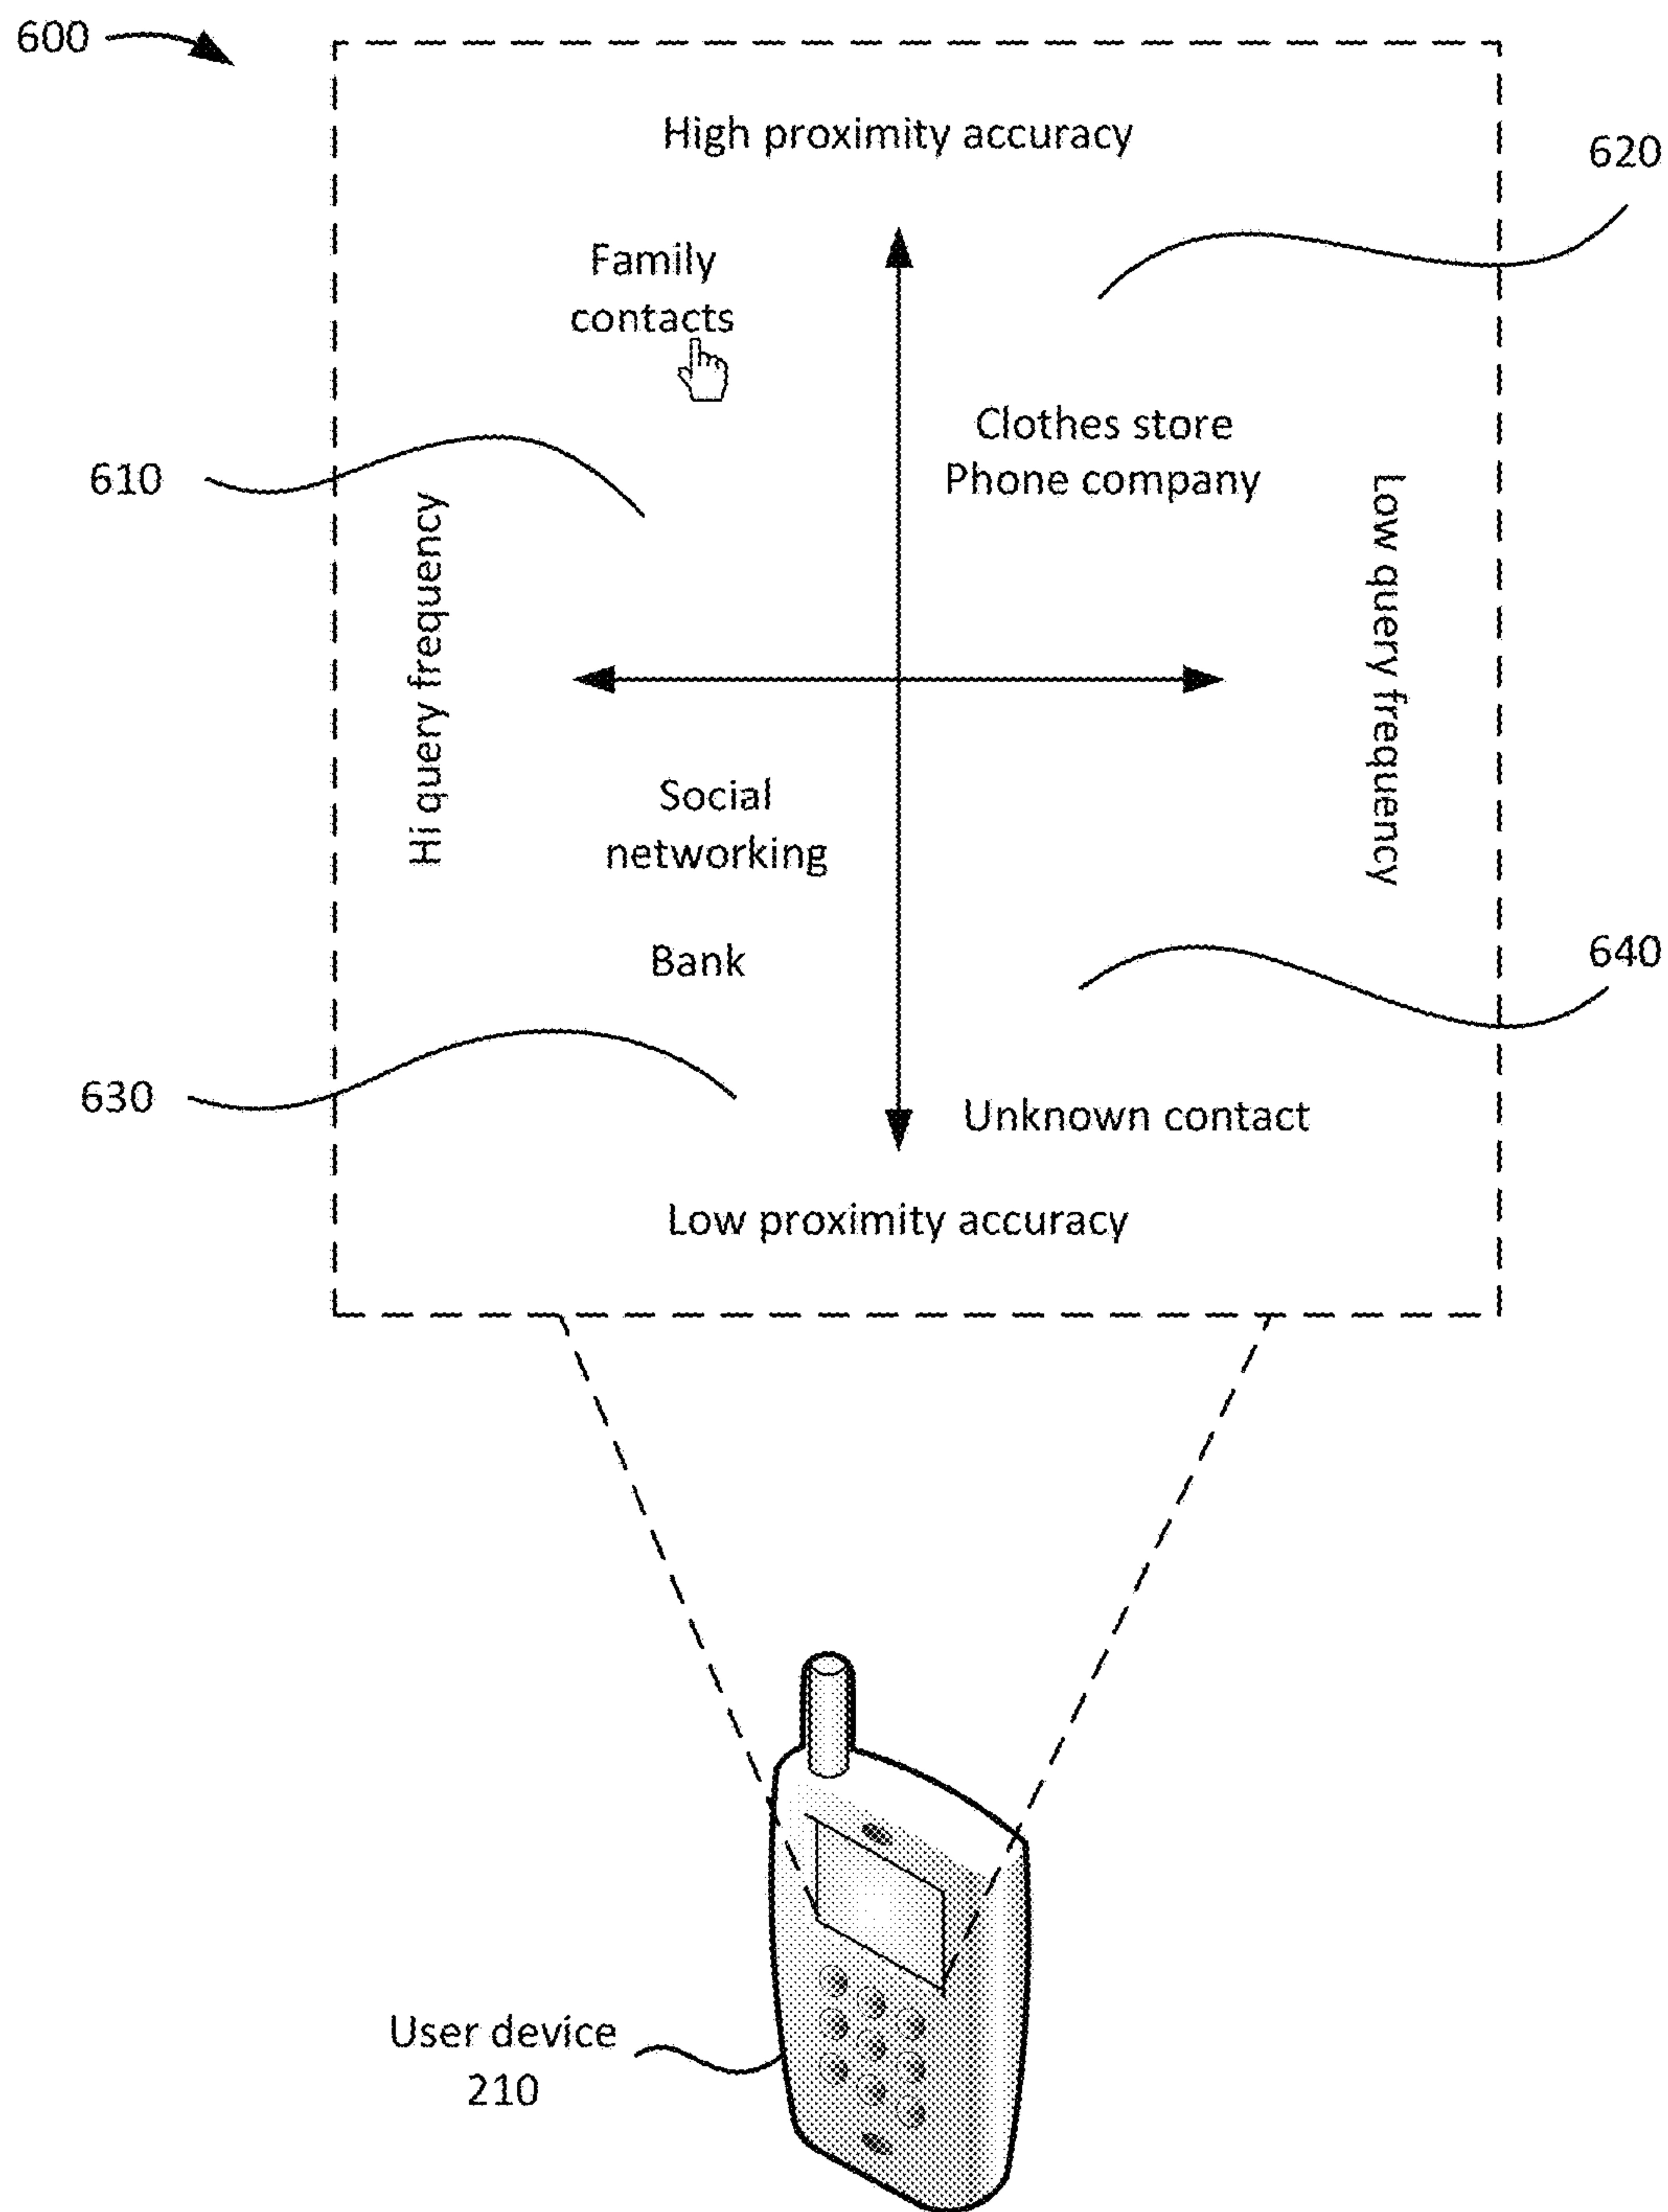 600
High proximity accuracy
620
Family
contacts
Clothes store
Phone company
610
Hi query frequency
Low query frequency
Social
networking
Bank
640
630
Unknown contact
Low proximity accuracy
User device
210